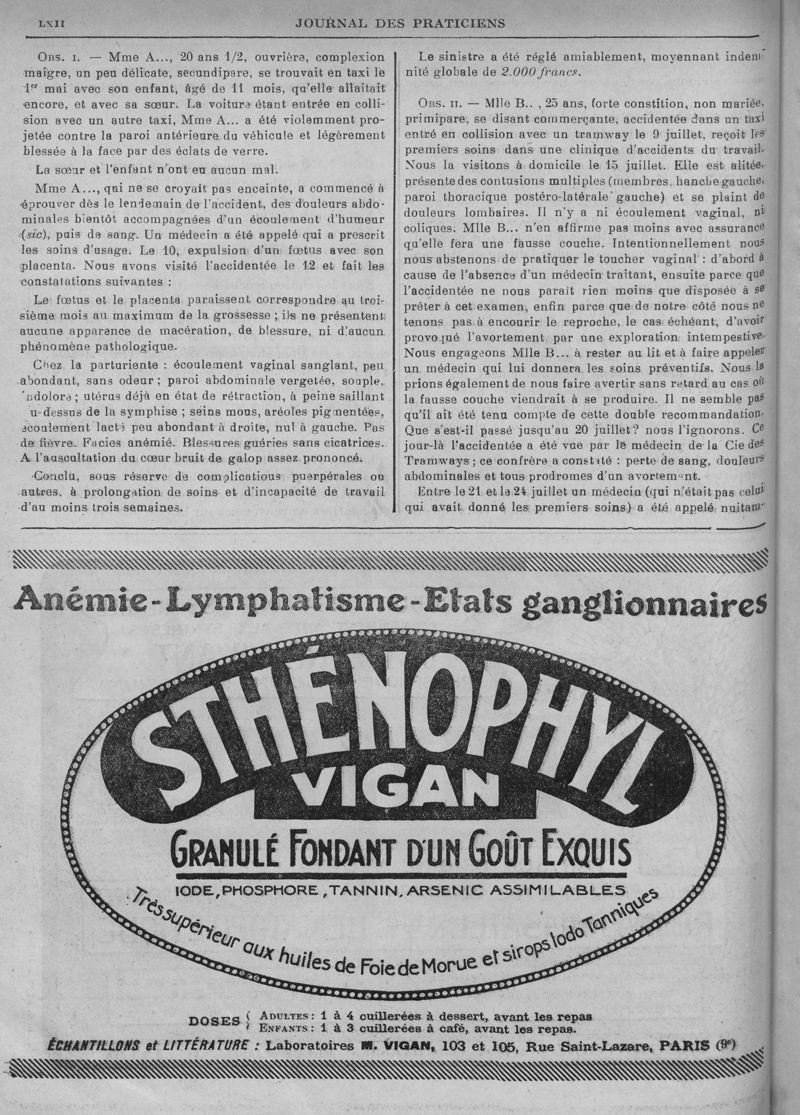 LXII
JOURNAL DES PRATICIENS
OBS. I. — Mme A..., 20 ans 1/2, ouvrière, complexion
maigre, un peu délicate, secundipare, se trouvait en taxi le
1er mai avec son enfant, âgé de 11 mois, qu'elle allaitait
encore, et avec sa sœur. La voiture étant entrée en colli-
sion avec un autre taxi, Mme A... a été violemment pro-
jetée contre la paroi antérieure du véhicule et légèrement
blessée à la face par des éclats de verre.
La sœur et l'enfant n'ont eu aucun mal.
Mme A..., qui ne se croyait pas enceinte, a commencé à
éprouver dès le lendemain de l'accident, des douleurs abdo-
minales bientôt accompagnées d'un écoulement d'humeur
(sic), puis de sang. Un médecin a été appelé qui a prescrit
les soins d'usage. Le 10, expulsion d'un fœtus avec son
placenta. Nous avons visité l'accidentée le 12 et fait les
constatations suivantes :
Le fœtus et le placenta paraissent correspondre au troi-
sième mois au maximum de la grossesse ; ils ne présentent
aucune apparence de macération, de blessure, ni d'aucun
phénomène pathologique.
Chez la parturiente : écoulement vaginal sanglant, peu
abondant, sans odeur ; paroi abdominale vergetée, souple,
'ndolore ; utérus déjà en état de rétraction, à peine saillant
u-dessus de la symphise ; seins mous, aréoles pigmentées,
écoulement lacté peu abondant à droite, nul à gauche. Pas
de fièvre. Facies anémié. Blessures guéries sans cicatrices.
A l'auscultation du cœur bruit de galop assez prononcé.
Conclu, sous réserve de complications puerpérales ou
autres, à prolongation de soins et d'incapacité de travail
d'au moins trois semaines.
Le sinistre a été réglé amiablement, moyennant indem
nité globale de 2.000 francs.
OBS. II. — Mlle B.. , 25 ans, forte constition, non mariée,
primipare, se disant commerçante, accidentée dans un taxi
entré en collision avec un tramway le 9 juillet, reçoit les
premiers soins dans une clinique d'accidents du travail.
Nous la visitons à domicile le 15 juillet. Elle est alitée,
présente des contusions multiples (membres, hanche gauche,
paroi thoracique postéro-latérale gauche) et se plaint de
douleurs lombaires. Il n'y a ni écoulement vaginal, ni
coliques. Mlle B... n'en affirme pas moins avec assurance
qu'elle fera une fausse couche. Intentionnellement nous
nous abstenons de pratiquer le toucher vaginal : d'abord à
cause de l'absence d'un médecin traitant, ensuite parce que
l'accidentée ne nous paraît rien moins que disposée à se
prêter à cet examen, enfin parce que de notre côté nous ne
tenons pas à encourir le reproche, le cas échéant, d'avoir
provoqué l'avortement par une exploration intempestive.
Nous engageons Mlle B... à rester au lit et à faire appeler
un médecin qui lui donnera les soins préventifs. Nous la
prions également de nous faire avertir sans retard au cas où
la fausse couche viendrait à se produire. Il ne semble pas
qu'il ait été tenu compte de cette double recommandation.
Que s'est-il passé jusqu'au 20 juillet? nous l'ignorons. Ce
jour-là l'accidentée a été vue par le médecin de la Cie des
Tramways ; ce confrère a constaté : perte de sang, douleurs
abdominales et tous prodromes d'un avortement.
Entre le 21 et le 24 juillet un médecin (qui n'était pas celui
qui avait donné les premiers soins) a été appelé nuitam-
Anémie - Lymphatisme - Etats ganglionnaires
STHÉNOPHYL
VIGAN
GRANULÉ FONDANT D'UN GOÛT EXQUIS
IODE, PHOSPHORE, TANNIN, ARSENIC ASSIMILABLES
Très supérieur aux huiles de Foie de Morue et sirops Iodo Tanniques
DOSES { ADULTES : 1 à 4 cuillerées à dessert, avant les repas
ENFANTS : 1 à 3 cuillerées à café, avant les repas.
ÉCHANTILLONS et LITTÉRATURE : Laboratoires M. VIGAN, 103 et 105, Rue Saint-Lazare, PARIS (9e)